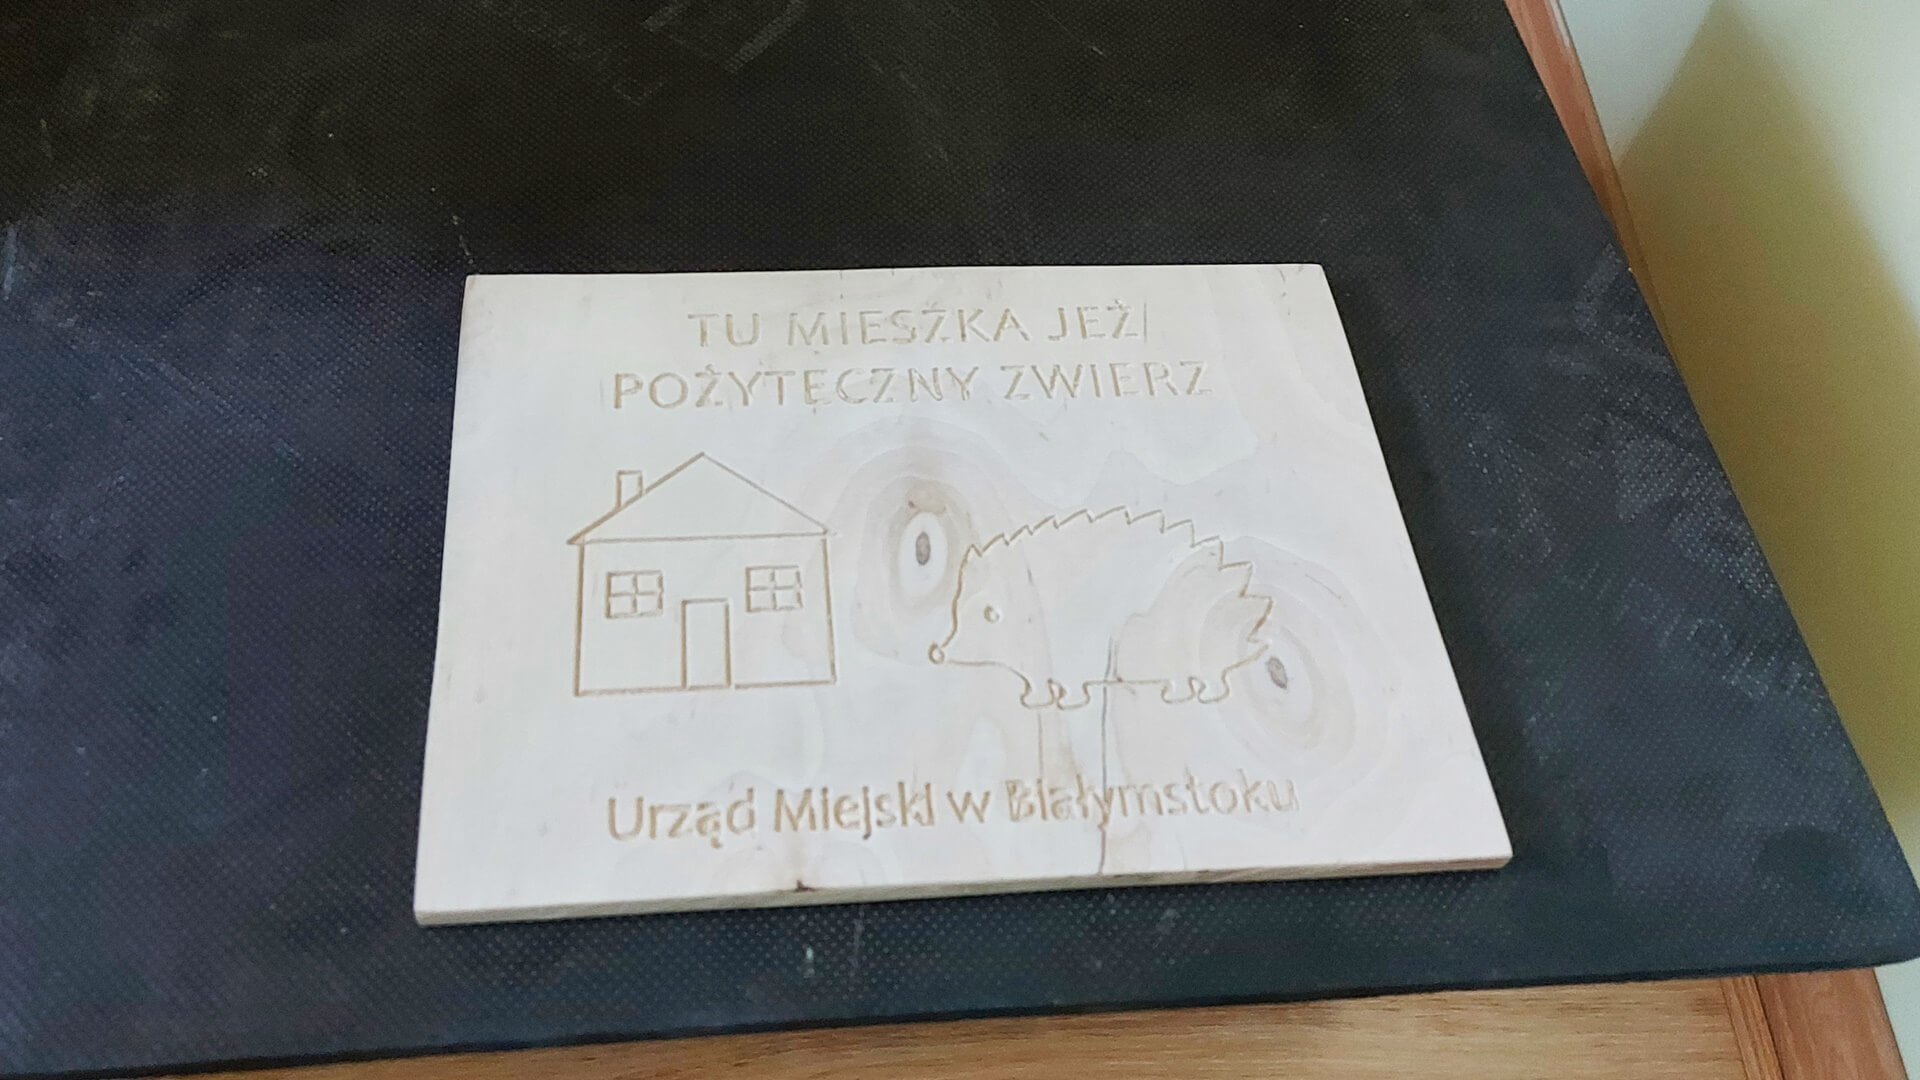 TU MIESZKA JEŻ/
POŻYTECZNY ZWIERZ
Urząd Miejski w Białymstoku